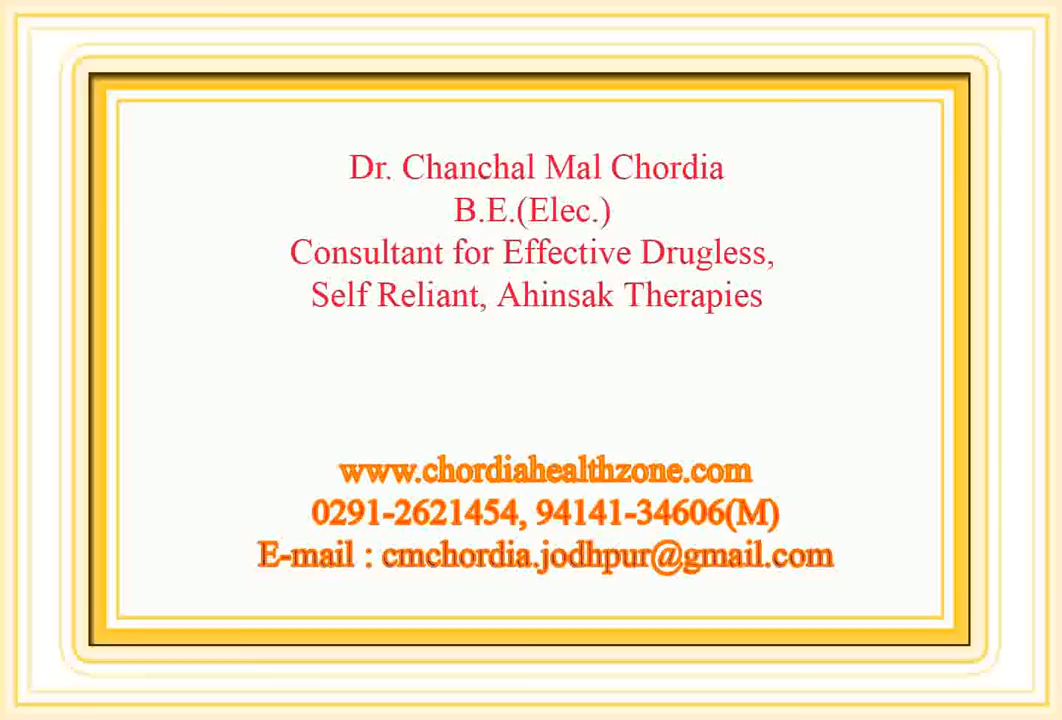 Dr. Chanchal Mal Chordia
B.E.(Elec.)
Consultant for Effective Drugless,
Self Reliant, Ahinsak Therapies
www.chordiahealthzone.com
0291-2621454, 94141-34606(M)
E-mail : cmchordia.jodhpur@gmail.com